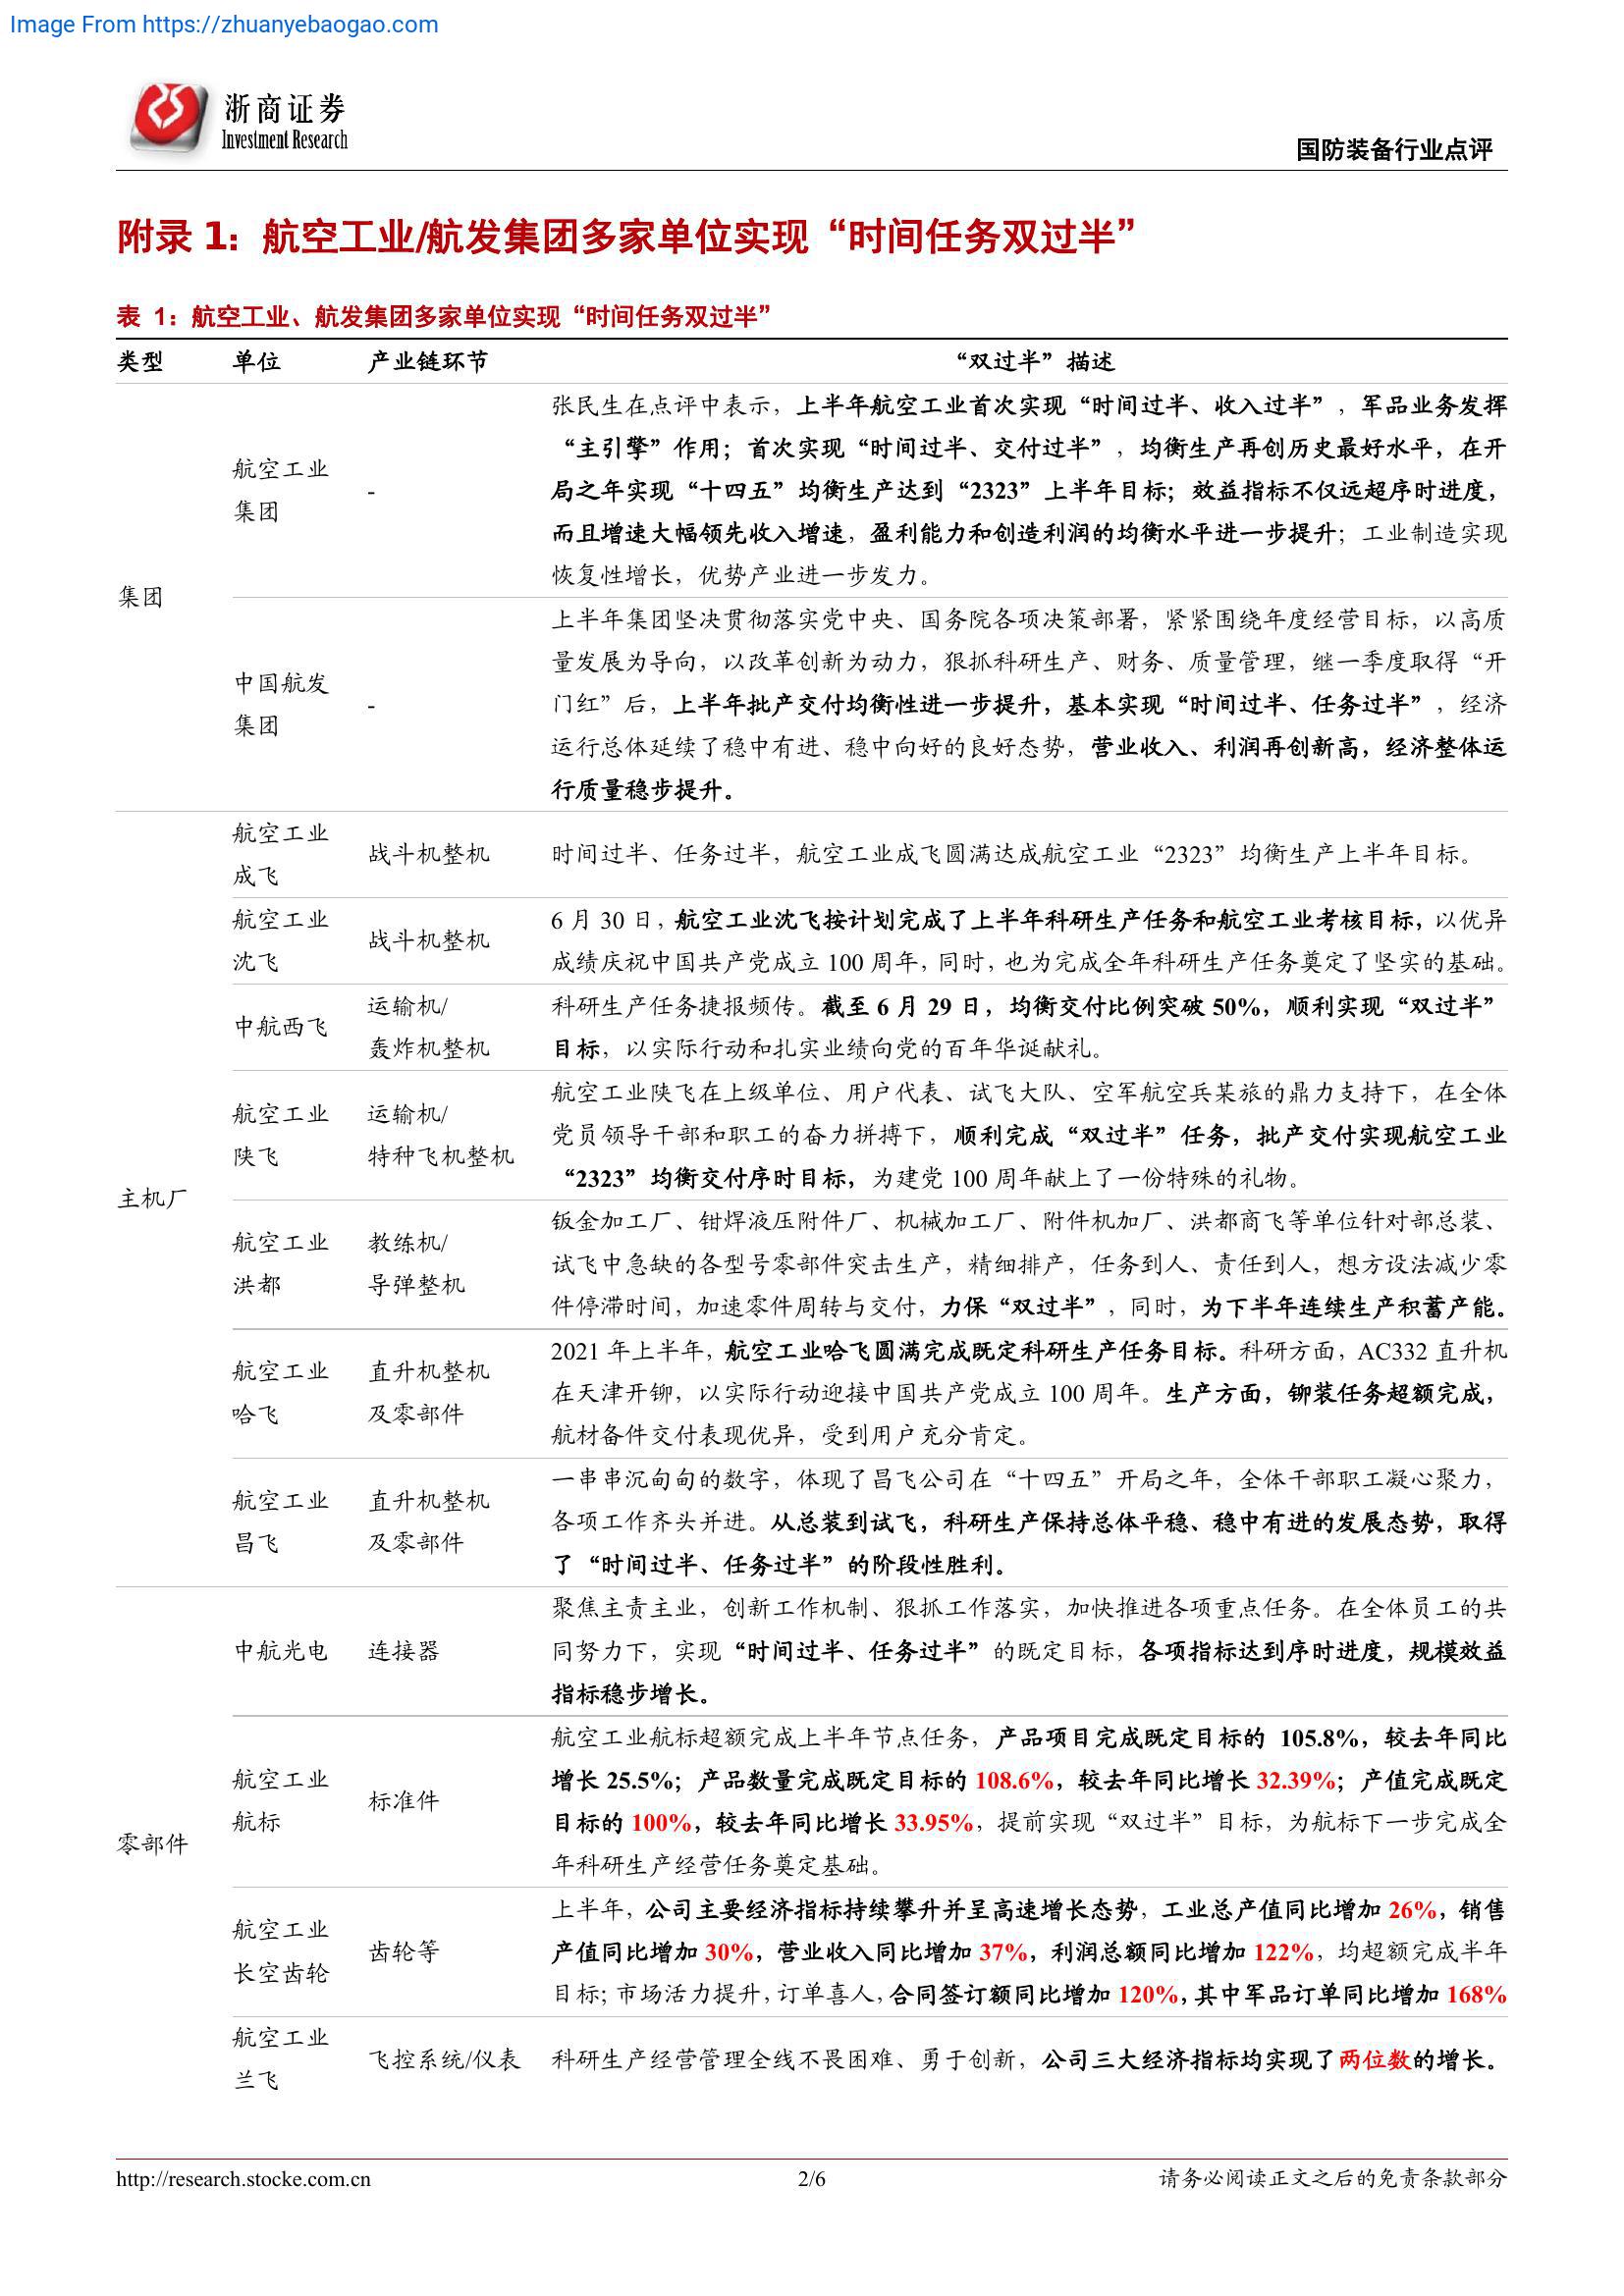 Image From https://zhuanyebaogao.com
浙商证券
Investment Research
国防装备行业点评
附录 1：航空工业/航发集团多家单位实现“时间任务双过半”
表 1：航空工业、航发集团多家单位实现“时间任务双过半”
类型 单位 产业链环节 “双过半”描述
集团
航空工业
集团
-
张民生在点评中表示，上半年航空工业首次实现“时间过半、收入过半”，军品业务发挥
“主引擎”作用；首次实现“时间过半、交付过半”，均衡生产再创历史最好水平，在开
局之年实现“十四五”均衡生产达到“2323”上半年目标；效益指标不仅远超序时进度，
而且增速大幅领先收入增速，盈利能力和创造利润的均衡水平进一步提升；工业制造实现
恢复性增长，优势产业进一步发力。
中国航发
集团
-
上半年集团坚决贯彻落实党中央、国务院各项决策部署，紧紧围绕年度经营目标，以高质
量发展为导向，以改革创新为动力，狠抓科研生产、财务、质量管理，继一季度取得“开
门红”后，上半年批产交付均衡性进一步提升，基本实现“时间过半、任务过半”，经济
运行总体延续了稳中有进、稳中向好的良好态势，营业收入、利润再创新高，经济整体运
行质量稳步提升。
主机厂
航空工业
成飞
战斗机整机
时间过半、任务过半，航空工业成飞圆满达成航空工业“2323”均衡生产上半年目标。
航空工业
沈飞
战斗机整机
6 月 30 日，航空工业沈飞按计划完成了上半年科研生产任务和航空工业考核目标，以优异
成绩庆祝中国共产党成立 100 周年，同时，也为完成全年科研生产任务奠定了坚实的基础。
中航西飞
运输机/
轰炸机整机
科研生产任务捷报频传。截至 6 月 29 日，均衡交付比例突破 50%，顺利实现“双过半”
目标，以实际行动和扎实业绩向党的百年华诞献礼。
航空工业
陕飞
运输机/
特种飞机整机
航空工业陕飞在上级单位、用户代表、试飞大队、空军航空兵某旅的鼎力支持下，在全体
党员领导干部和职工的奋力拼搏下，顺利完成“双过半”任务，批产交付实现航空工业
“2323”均衡交付序时目标，为建党 100 周年献上了一份特殊的礼物。
航空工业
洪都
教练机/
导弹整机
钣金加工厂、钳焊液压附件厂、机械加工厂、附件机加厂、洪都商飞等单位针对部总装、
试飞中急缺的各型号零部件突击生产，精细排产，任务到人、责任到人，想方设法减少零
件停滞时间，加速零件周转与交付，力保“双过半”，同时，为下半年连续生产积蓄产能。
航空工业
哈飞
直升机整机
及零部件
2021 年上半年，航空工业哈飞圆满完成既定科研生产任务目标。科研方面，AC332 直升机
在天津开铆，以实际行动迎接中国共产党成立 100 周年。生产方面，铆装任务超额完成，
航材备件交付表现优异，受到用户充分肯定。
航空工业
昌飞
直升机整机
及零部件
一串串沉甸甸的数字，体现了昌飞公司在“十四五”开局之年，全体干部职工凝心聚力，
各项工作齐头并进。从总装到试飞，科研生产保持总体平稳、稳中有进的发展态势，取得
了“时间过半、任务过半”的阶段性胜利。
零部件
中航光电
连接器
聚焦主责主业，创新工作机制、狠抓工作落实，加快推进各项重点任务。在全体员工的共
同努力下，实现“时间过半、任务过半”的既定目标，各项指标达到序时进度，规模效益
指标稳步增长。
航空工业
航标
标准件
航空工业航标超额完成上半年节点任务，产品项目完成既定目标的 105.8%，较去年同比
增长 25.5%；产品数量完成既定目标的 108.6%，较去年同比增长 32.39%；产值完成既定
目标的 100%，较去年同比增长 33.95%，提前实现“双过半”目标，为航标下一步完成全
年科研生产经营任务奠定基础。
航空工业
长空齿轮
齿轮等
上半年，公司主要经济指标持续攀升并呈高速增长态势，工业总产值同比增加 26%，销售
产值同比增加 30%，营业收入同比增加 37%，利润总额同比增加 122%，均超额完成半年
目标；市场活力提升，订单喜人，合同签订额同比增加 120%，其中军品订单同比增加 168%
航空工业
兰飞
飞控系统/仪表
科研生产经营管理全线不畏困难、勇于创新，公司三大经济指标均实现了两位数的增长。
http://research.stocke.com.cn 2/6 请务必阅读正文之后的免责条款部分